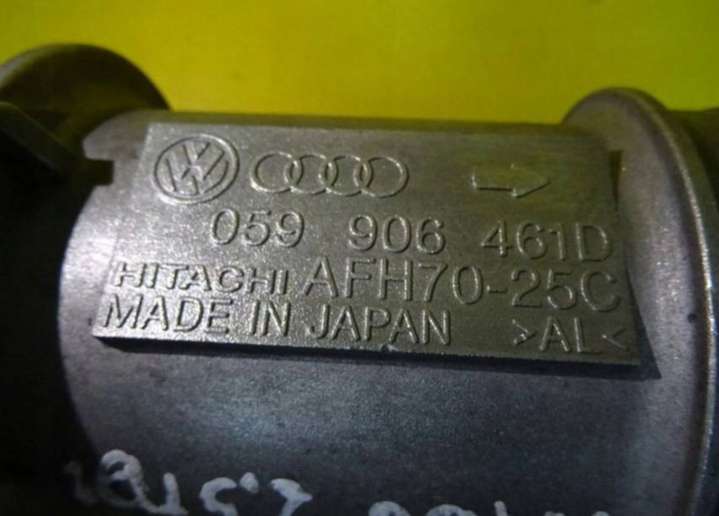 059 906 461D
HITACHI AFH70-25C
MADE IN JAPAN >AL<